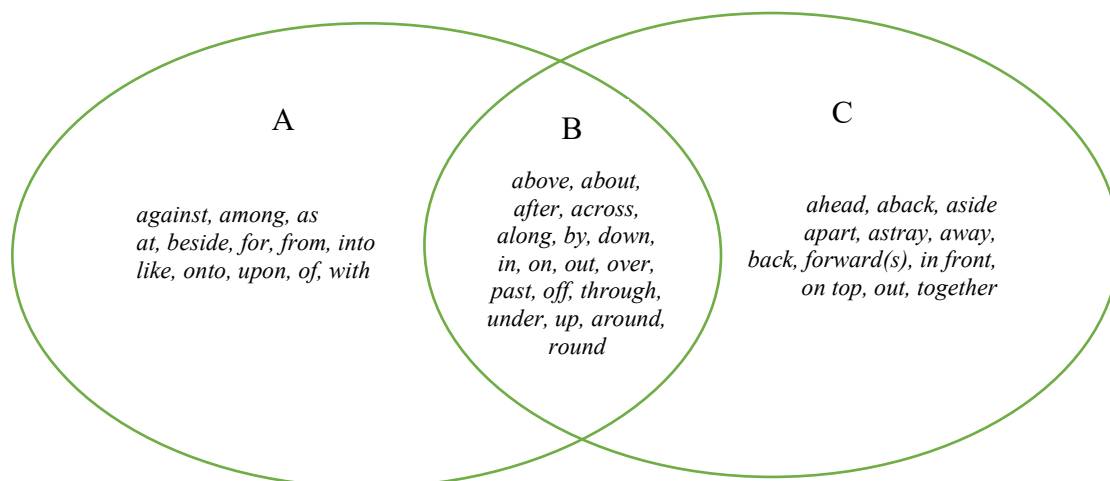 A
against, among, as
at, beside, for, from, into
like, onto, upon, of, with
B
above, about,
after, across,
along, by, down,
in, on, out, over,
past, off, through,
under, up, around,
round
C
ahead, aback, aside
apart, astray, away,
back, forward(s), in front,
on top, out, together